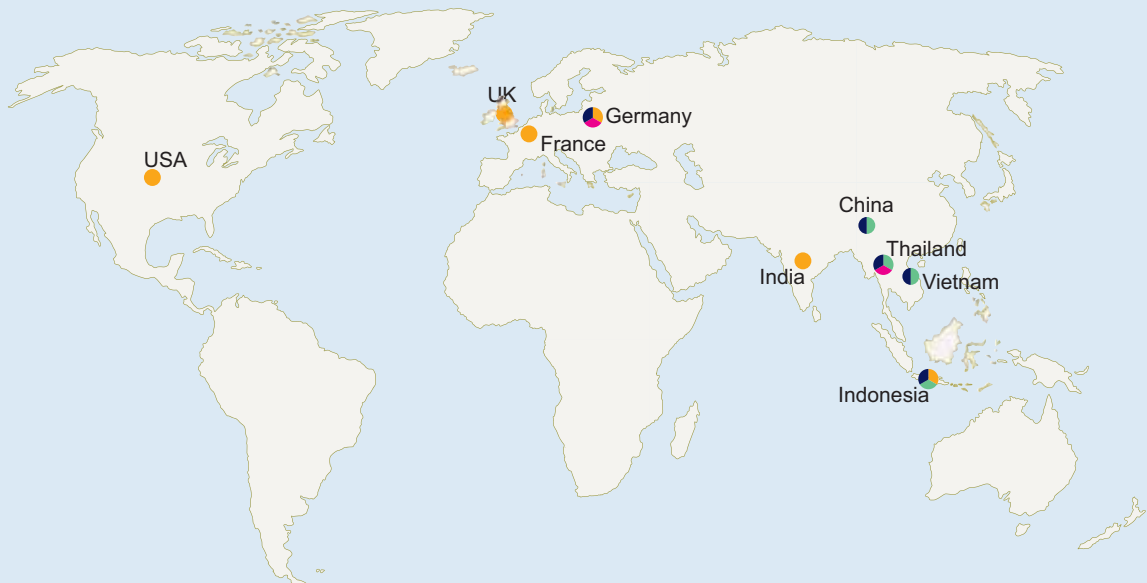 UK
Germany
France
USA
China
Thailand
India
Vietnam
Indonesia